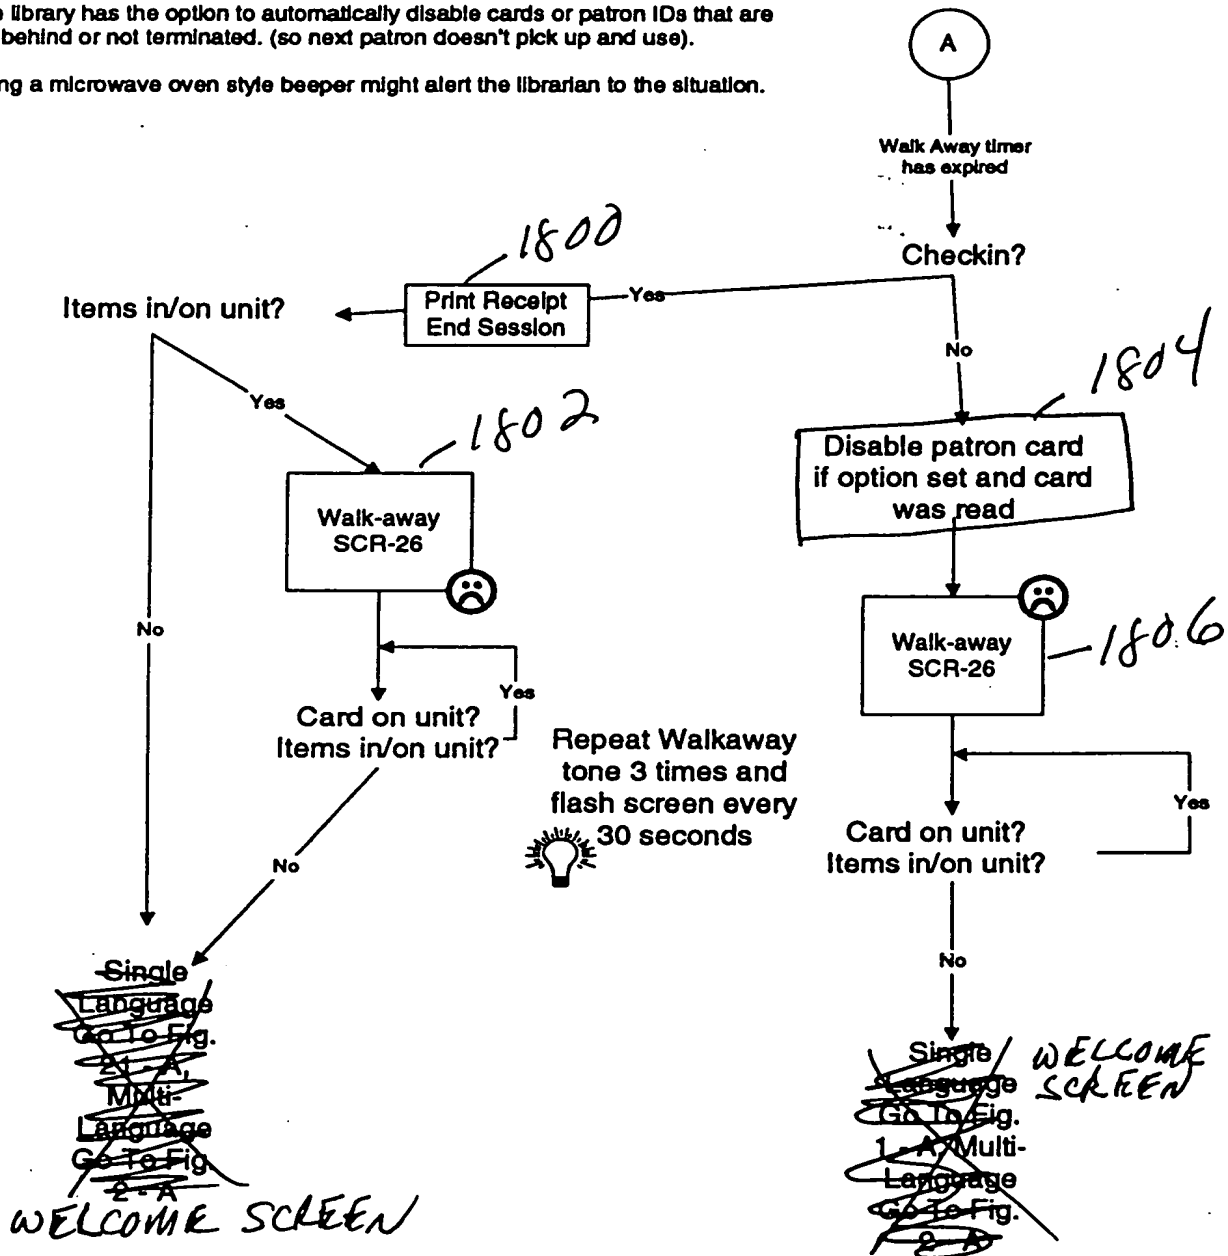 library has the option to automatically disable cards or patron IDs that are
behind or not terminated. (so next patron doesn't pick up and use).
a microwave oven style beeper might alert the librarian to the situation.
A
Walk Away timer
has expired
Checkin?
Yes
No
1800
Print Receipt
End Session
Items in/on unit?
Yes
No
1802
Walk-away
SCR-26
Yes
Card on unit?
Items in/on unit?
No
Repeat Walkaway
tone 3 times and
flash screen every
30 seconds
1804
Disable patron card
if option set and card
was read
1806
Walk-away
SCR-26
Yes
Card on unit?
Items in/on unit?
No
Single
Language
Go To Fig.
21 - A,
Multi-
Language
Go To Fig.
2 - A
WELCOME SCREEN
Single
Language
Go To Fig.
1 - A, Multi-
Language
Go To Fig.
2 - A
WELCOME
SCREEN